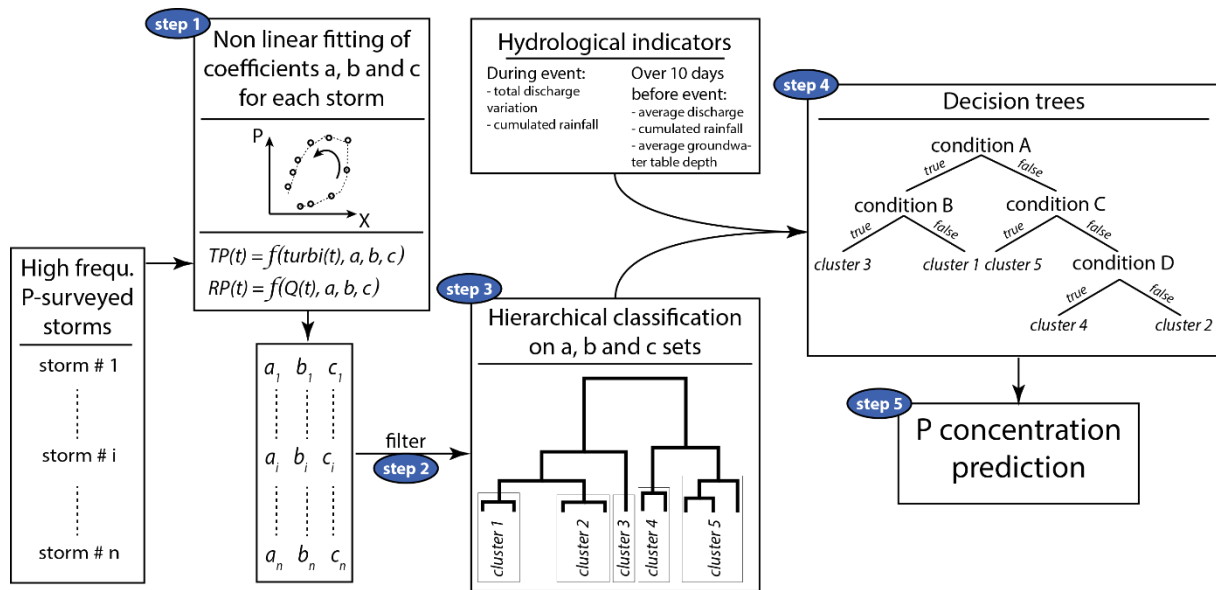 High frequ.
P-surveyed
storms
storm # 1
storm # i
storm # n
step 1
Non linear fitting of
coefficients a, b and c
for each storm
P
X
TP(t) = f(turbi(t), a, b, c)
RP(t) = f(Q(t), a, b, c)
a1 b1 c1
ai bi ci
an bn cn
filter
step 2
step 3
Hierarchical classification
on a, b and c sets
cluster 1
cluster 2
cluster 3
cluster 4
cluster 5
Hydrological indicators
During event:
- total discharge
variation
- cumulated rainfall
Over 10 days
before event:
- average discharge
- cumulated rainfall
- average groundwa-
ter table depth
step 4
Decision trees
condition A
true false
condition B condition C
true false true false
cluster 3 cluster 1 cluster 5 condition D
true false
cluster 4 cluster 2
step 5
P concentration
prediction